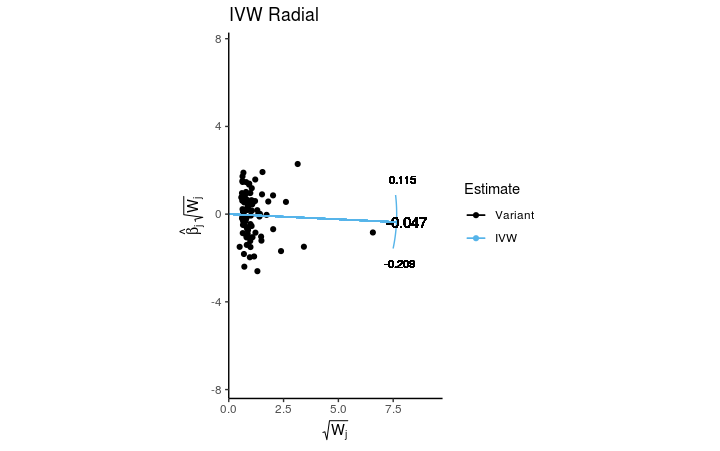 IVW Radial
8
4
0
-4
-8
β̂j√Wj
0.115
-0.047
-0.209
0.0
2.5
5.0
7.5
√Wj
Estimate
Variant
IVW